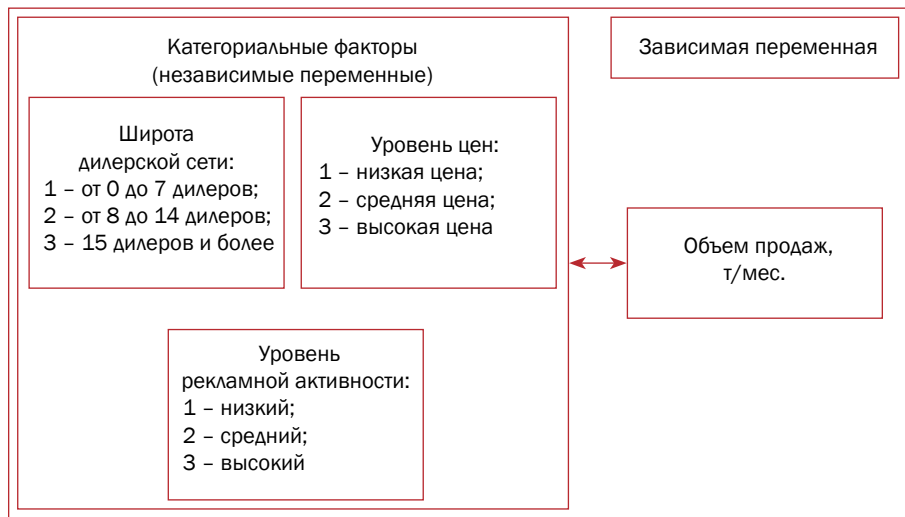 Категориальные факторы
(независимые переменные)
Зависимая переменная
Широта
дилерской сети:
1 – от 0 до 7 дилеров;
2 – от 8 до 14 дилеров;
3 – 15 дилеров и более
Уровень цен:
1 – низкая цена;
2 – средняя цена;
3 – высокая цена
Объем продаж,
т/мес.
Уровень
рекламной активности:
1 – низкий;
2 – средний;
3 – высокий